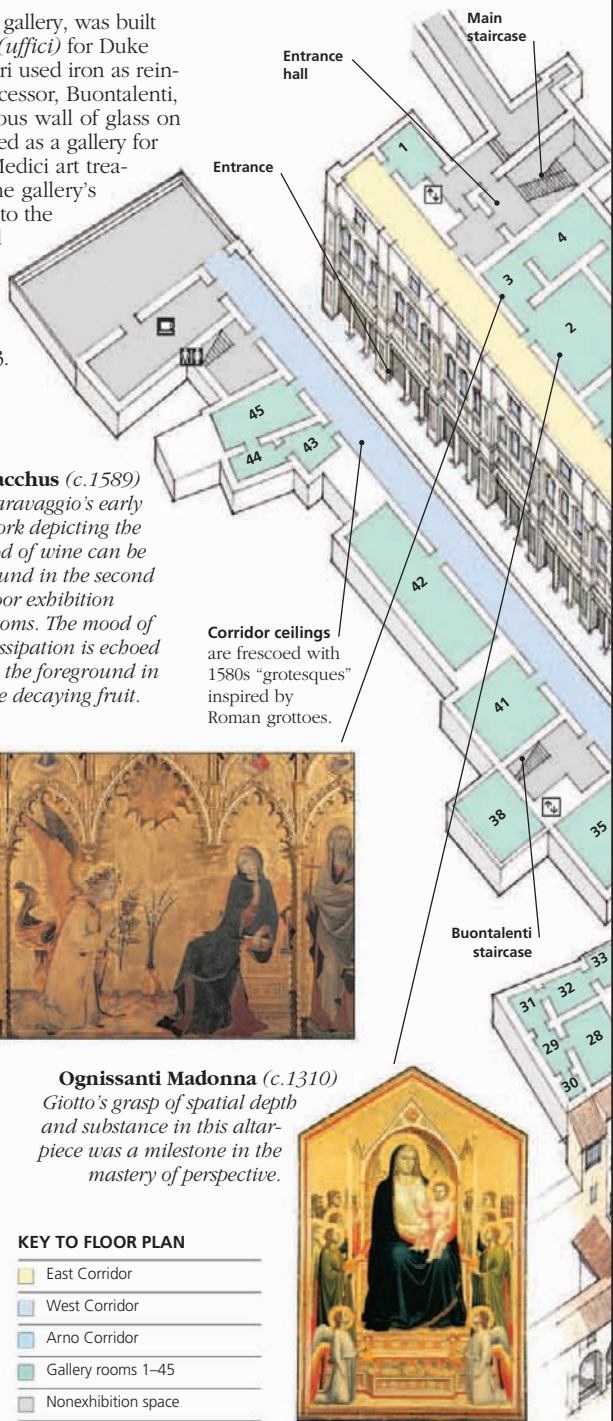 gallery, was built
(uffici) for Duke
ri used iron as rein-
cessor, Buontalenti,
ous wall of glass on
ed as a gallery for
Medici art trea-
he gallery's
to the
3.
Main
staircase
Entrance
hall
Entrance
1
4
3
2
45
44
43
42
41
38
35
acchus (c.1589)
aravaggio's early
ork depicting the
od of wine can be
und in the second
oor exhibition
oms. The mood of
ssipation is echoed
the foreground in
e decaying fruit.
Corridor ceilings
are frescoed with
1580s “grotesques”
inspired by
Roman grottoes.
Buontalenti
staircase
33
32
31
28
29
30
Ognissanti Madonna (c.1310)
Giotto's grasp of spatial depth
and substance in this altar-
piece was a milestone in the
mastery of perspective.
KEY TO FLOOR PLAN
East Corridor
West Corridor
Arno Corridor
Gallery rooms 1–45
Nonexhibition space